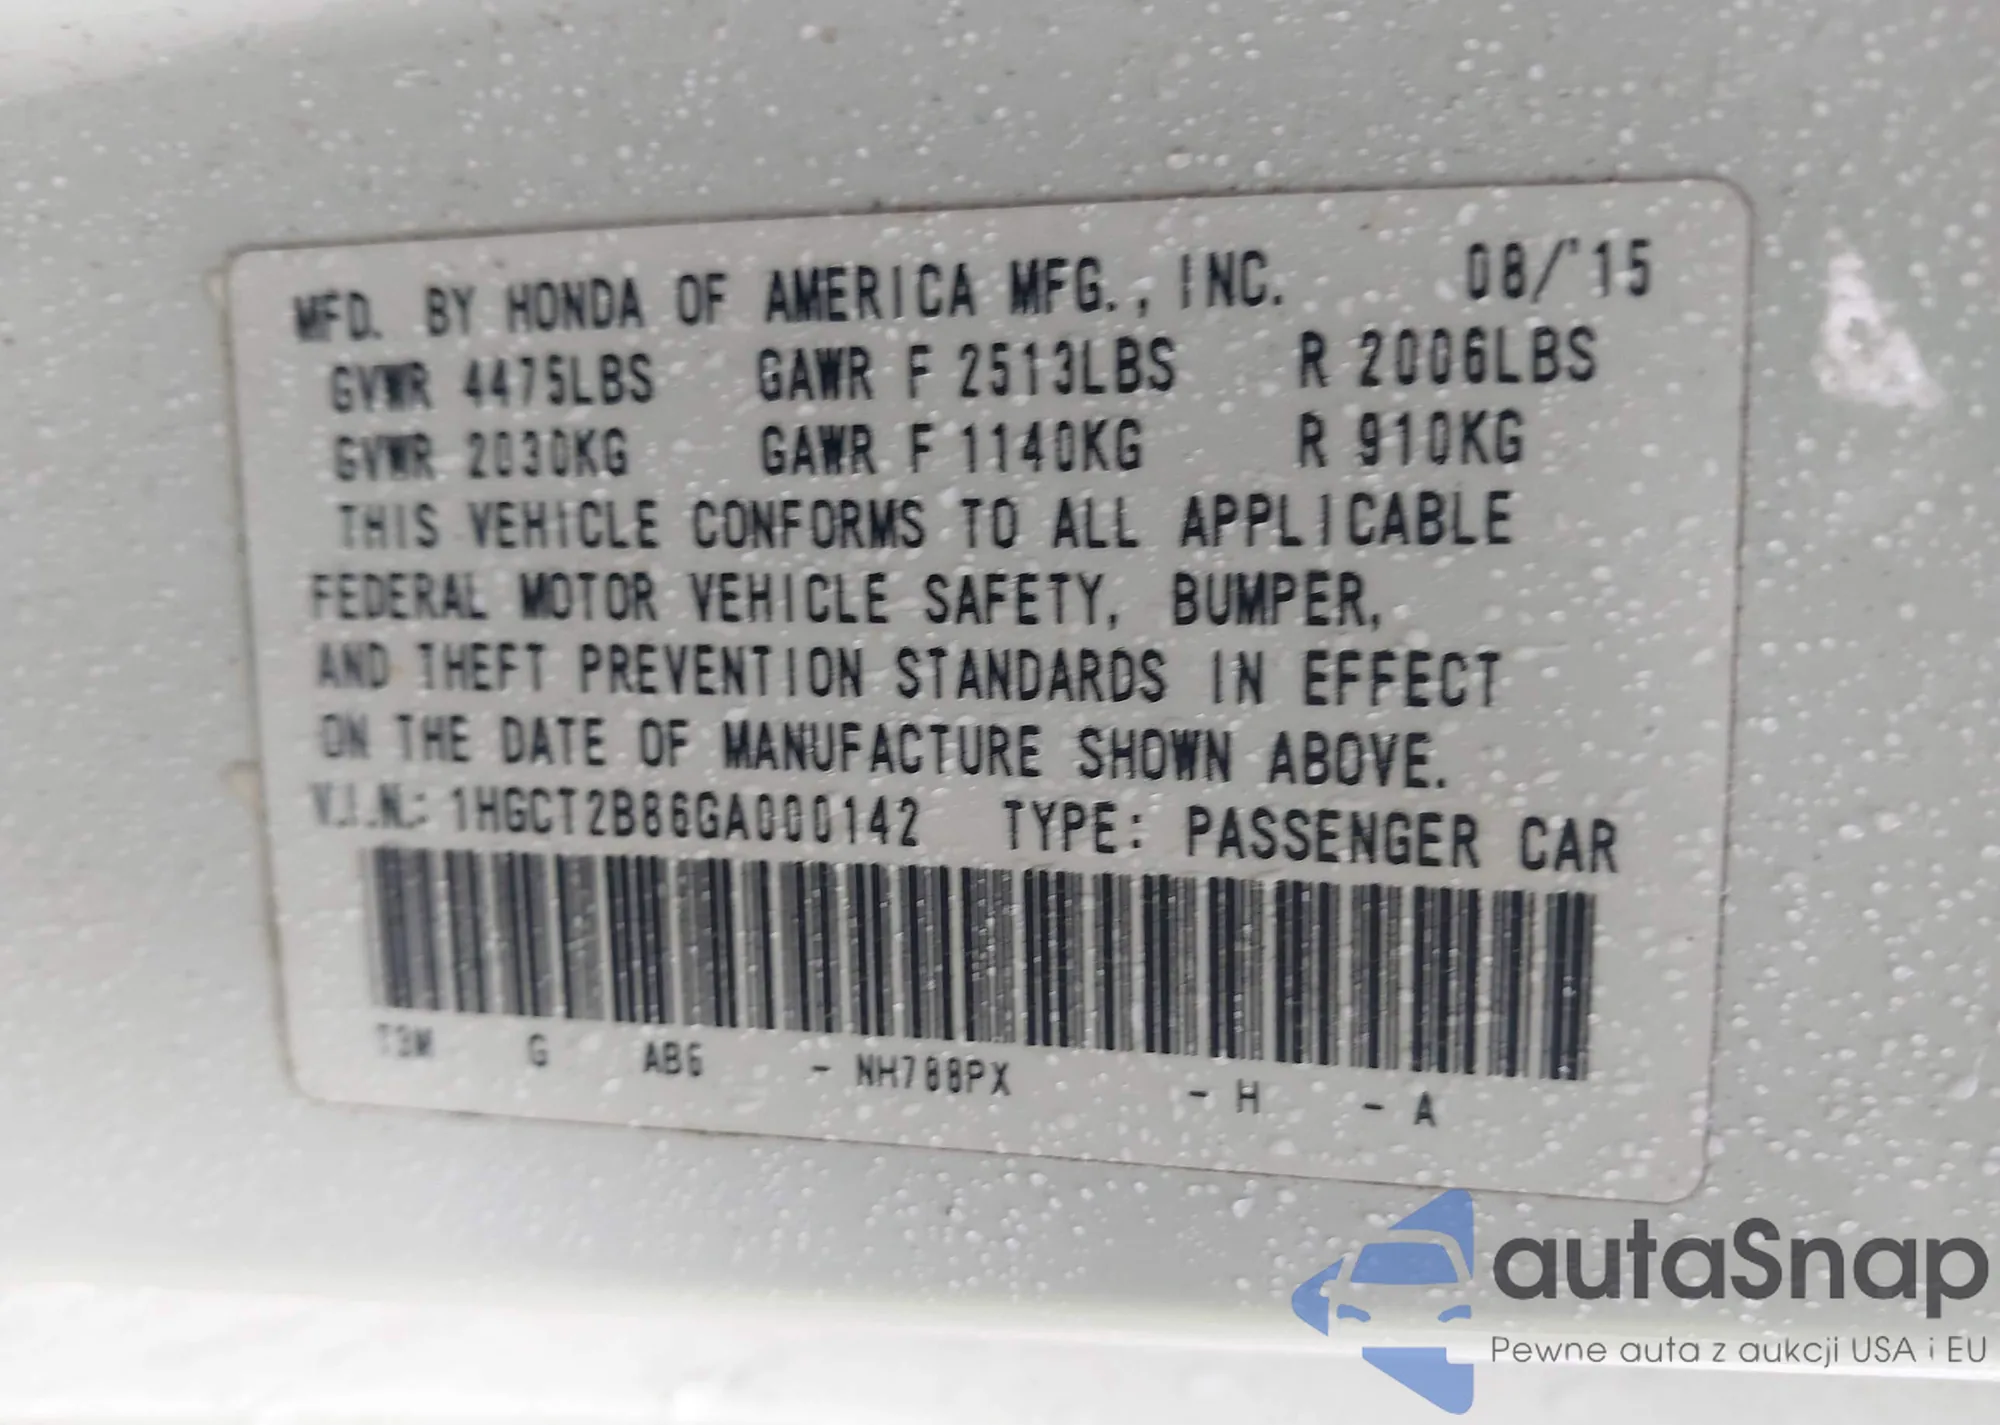 MFD. BY HONDA OF AMERICA MFG., INC. 08/'15
GVWR 4475LBS GAWR F 2513LBS R 2006LBS
GVWR 2030KG GAWR F 1140KG R 910KG
THIS VEHICLE CONFORMS TO ALL APPLICABLE
FEDERAL MOTOR VEHICLE SAFETY, BUMPER,
AND THEFT PREVENTION STANDARDS IN EFFECT
ON THE DATE OF MANUFACTURE SHOWN ABOVE.
V.I.N.: 1HGCT2B86GA000142 TYPE: PASSENGER CAR
T3M G AB6 - NH788PX - H - A
autaSnap
Pewne auta z aukcji USA i EU